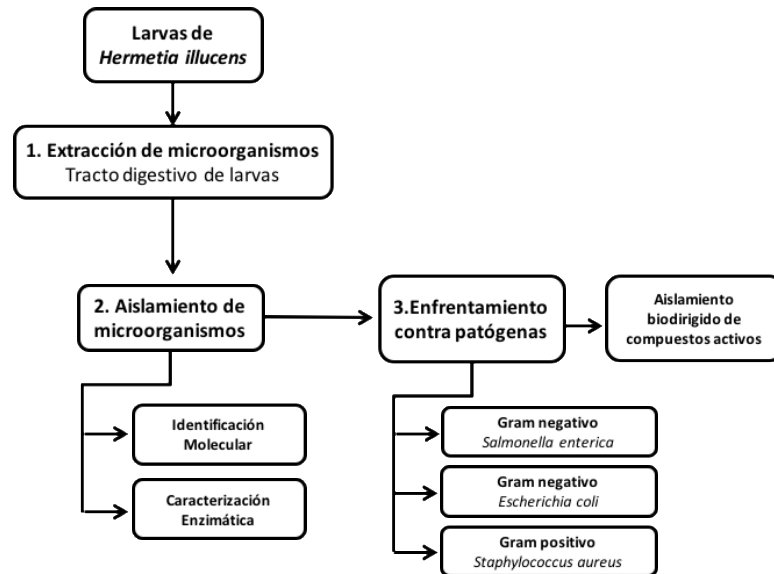 Larvas de
Hermetia illucens
1. Extracción de microorganismos
Tracto digestivo de larvas
2. Aislamiento de
microorganismos
3.Enfrentamiento
contra patógenas
Aislamiento
biodirigido de
compuestos activos
Identificación
Molecular
Caracterización
Enzimática
Gram negativo
Salmonella enterica
Gram negativo
Escherichia coli
Gram positivo
Staphylococcus aureus